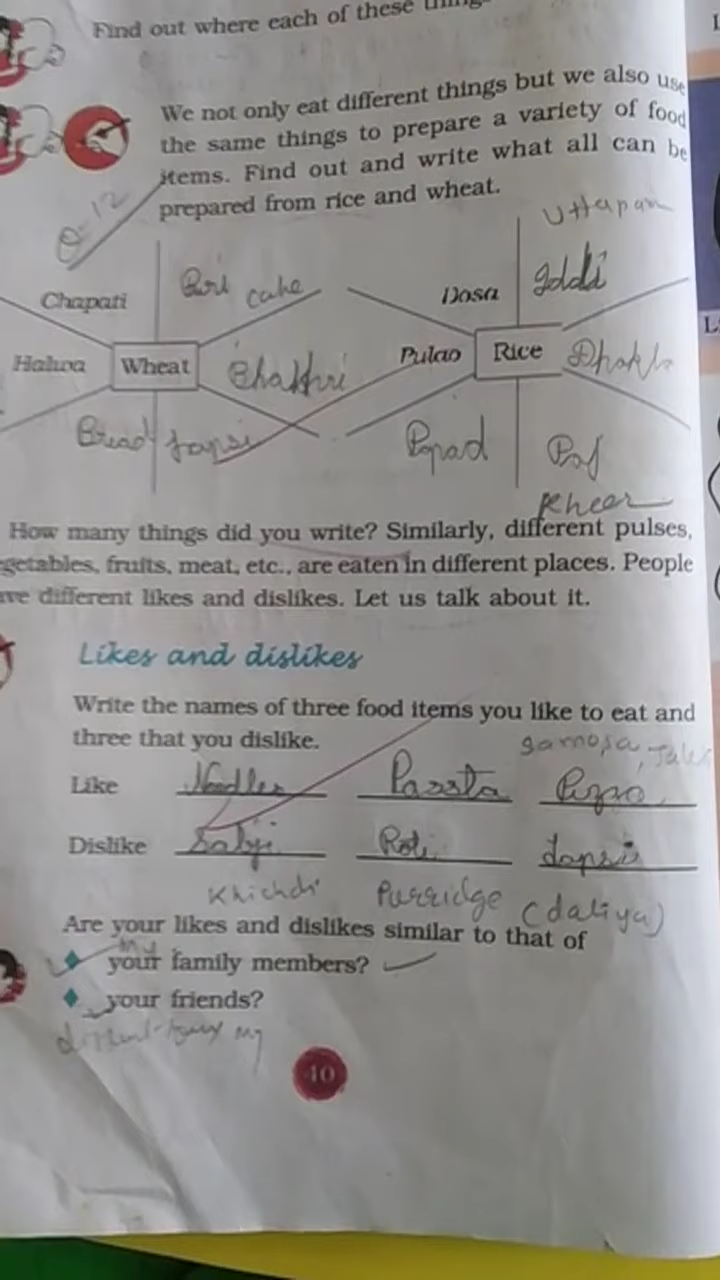 Find out where each of these
We not only eat different things but we also use
the same things to prepare a variety of food
items. Find out and write what all can be
prepared from rice and wheat.
Uttapam
Chapati cake Dosa
Halwa Wheat Pulao Rice
Bread Papad
Kheer
How many things did you write? Similarly, different pulses,
getables, fruits, meat, etc., are eaten in different places. People
ve different likes and dislikes. Let us talk about it.
Likes and dislikes
Write the names of three food items you like to eat and
three that you dislike.
samosa,
Like Noodles Passta
Dislike Sabji Roti
Khichdi Purridge (daliya)
Are your likes and dislikes similar to that of
my
your family members?
your friends?
40